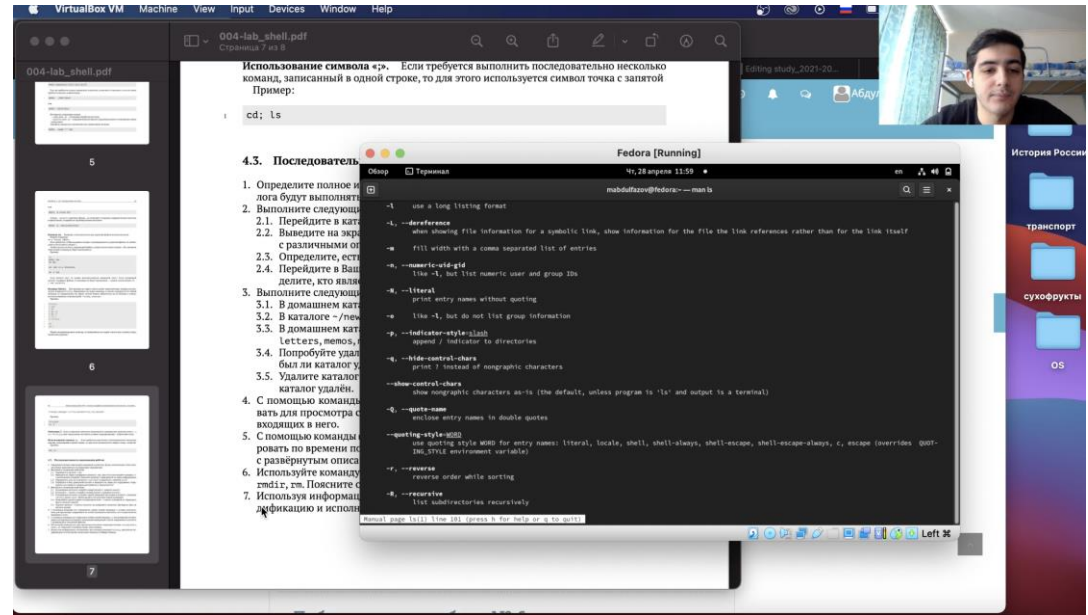 VirtualBox VM Machine View Input Devices Window Help
004-lab_shell.pdf
Страница 7 из 8
004-lab_shell.pdf
5
6
7
Использование символа «;». Если требуется выполнить последовательно несколько
команд, записанный в одной строке, то для этого используется символ точка с запятой
Пример:
1 cd; ls
4.3. Последователь
1. Определите полное и
лога будут выполнять
2. Выполните следующи
2.1. Перейдите в ката
2.2. Выведите на экра
с различными оп
2.3. Определите, ест
2.4. Перейдите в Ваш
делите, кто явля
3. Выполните следующи
3.1. В домашнем кат
3.2. В каталоге ~/new
3.3. В домашнем кат
letters, memos,
3.4. Попробуйте удал
был ли каталог у
3.5. Удалите каталог
каталог удалён.
4. С помощью команды
вать для просмотра с
входящих в него.
5. С помощью команды
ровать по времени по
с развёрнутым описа
6. Используйте команду
rmdir, rm. Поясните с
7. Используя информац
дификацию и исполн
Editing study_2021-20...
Абдул
Fedora [Running]
Обзор Терминал Чт, 28 апреля 11:59 en
mabdulfazov@fedora:~ — man ls
-l use a long listing format
-L, --dereference
when showing file information for a symbolic link, show information for the file the link references rather than for the link itself
-m fill width with a comma separated list of entries
-n, --numeric-uid-gid
like -l, but list numeric user and group IDs
-N, --literal
print entry names without quoting
-o like -l, but do not list group information
-p, --indicator-style=slash
append / indicator to directories
-q, --hide-control-chars
print ? instead of nongraphic characters
--show-control-chars
show nongraphic characters as-is (the default, unless program is 'ls' and output is a terminal)
-Q, --quote-name
enclose entry names in double quotes
--quoting-style=WORD
use quoting style WORD for entry names: literal, locale, shell, shell-always, shell-escape, shell-escape-always, c, escape (overrides QUOT-
ING_STYLE environment variable)
-r, --reverse
reverse order while sorting
-R, --recursive
list subdirectories recursively
Manual page ls(1) line 101 (press h for help or q to quit)
Left ⌘
История России
транспорт
сухофрукты
OS